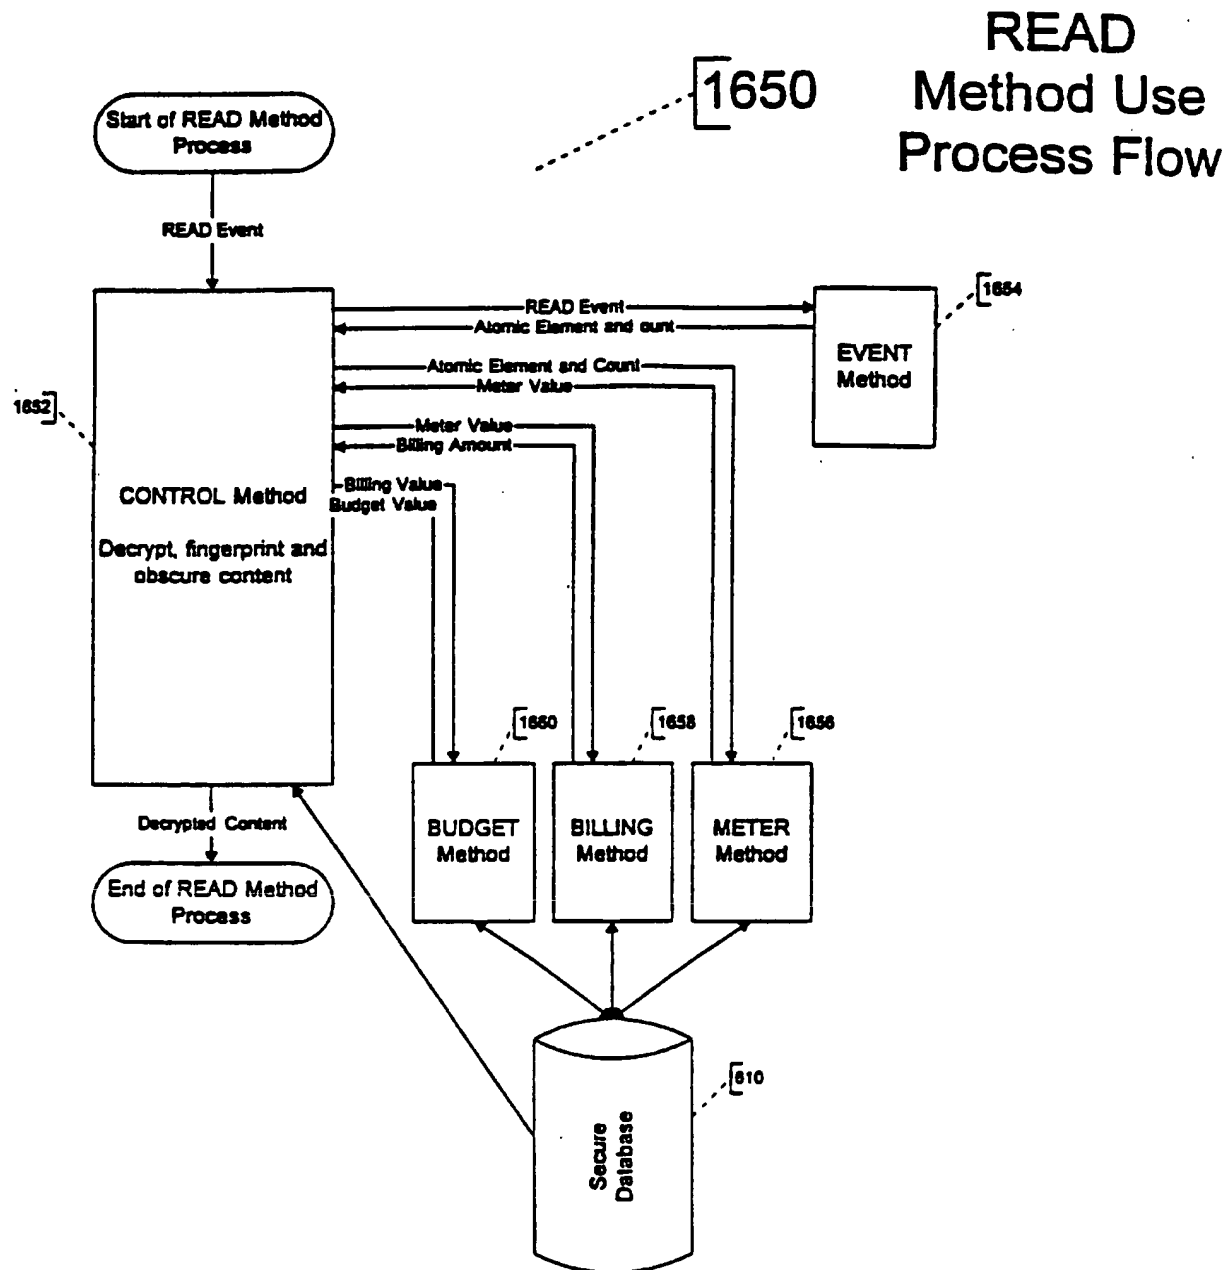 READ
Method Use
Process Flow
1650
Start of READ Method
Process
READ Event
READ Event
Atomic Element and ount
1654
EVENT
Method
Atomic Element and Count
Meter Value
1652
Meter Value
Billing Amount
CONTROL Method
Decrypt, fingerprint and
obscure content
Billing Value
Budget Value
1660
1658
1656
BUDGET
Method
BILLING
Method
METER
Method
Decrypted Content
End of READ Method
Process
610
Secure
Database